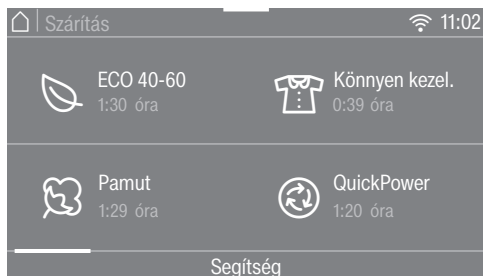 Szárítás 11:02
ECO 40-60
1:30 óra
Könnyen kezel.
0:39 óra
Pamut
1:29 óra
QuickPower
1:20 óra
Segítség